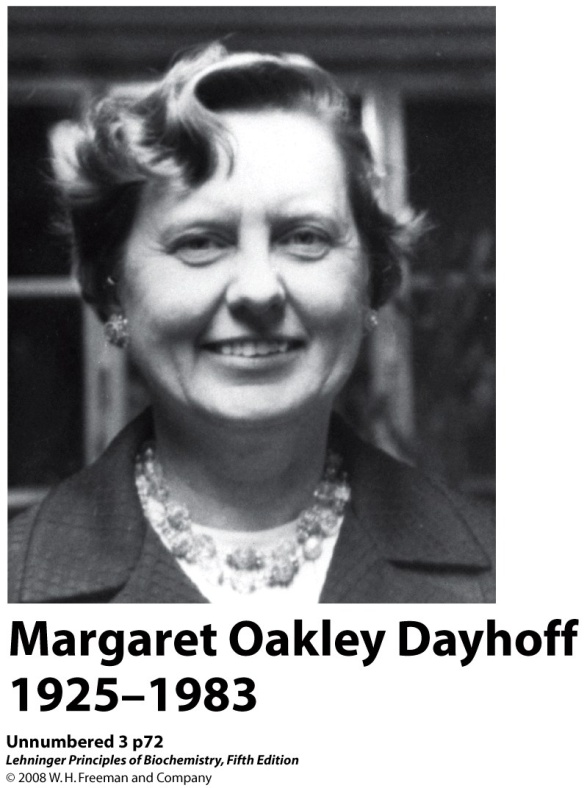 Margaret Oakley Dayhoff
1925–1983
Unnumbered 3 p72
Lehninger Principles of Biochemistry, Fifth Edition
© 2008 W. H. Freeman and Company